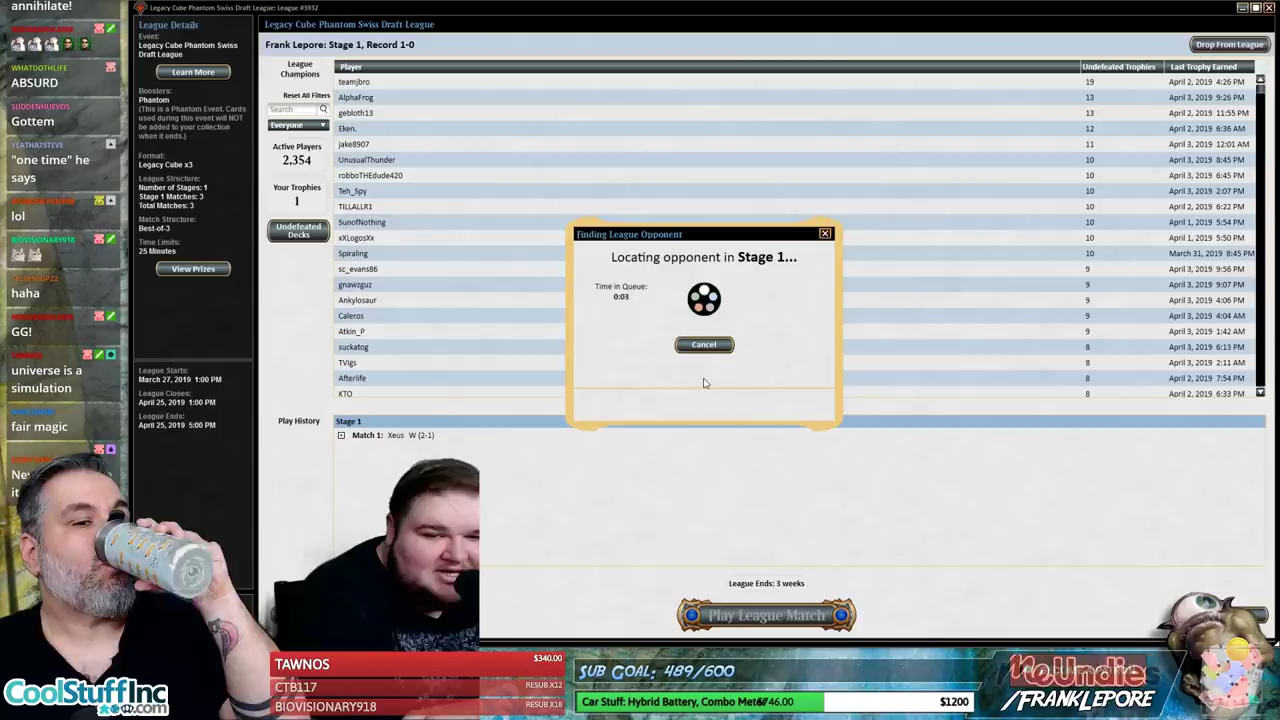 annihilate!
WHATDOTHLIFE
ABSURD
SUDDENHUEVOS
Gottem
YEAHTATSTEVE
"one time" he
says
lol
BIOVISIONARY918
haha
GG!
universe is a
simulation
fair magic
Legacy Cube Phantom Swiss Draft League: League #3932
League Details
Event:
Legacy Cube Phantom Swiss
Draft League
Learn More
Boosters:
Phantom
(This is a Phantom Event. Cards
used during this event will NOT
be added to your collection
when it ends.)
Format:
Legacy Cube x3
League Structure:
Number of Stages: 1
Stage 1 Matches: 3
Total Matches: 3
Match Structure:
Best-of-3
Time Limits:
25 Minutes
View Prizes
League Starts:
March 27, 2019 1:00 PM
League Closes:
April 25, 2019 1:00 PM
League Ends:
April 25, 2019 5:00 PM
Legacy Cube Phantom Swiss Draft League
Frank Lepore: Stage 1, Record 1-0
Drop From League
League
Champions
Reset All Filters
Search
Everyone
Active Players
2,354
Your Trophies
1
Undefeated
Decks
Player Undefeated Trophies Last Trophy Earned
teamjbro 19 April 2, 2019 4:26 PM
AlphaFrog 13 April 3, 2019 9:26 PM
gebloth13 13 April 2, 2019 11:55 PM
Eken. 12 April 2, 2019 6:36 AM
jake8907 11 April 3, 2019 12:01 AM
UnusualThunder 10 April 3, 2019 8:45 PM
robboTHEdude420 10 April 3, 2019 6:45 PM
Teh_Spy 10 April 3, 2019 2:07 PM
TILLALLR1 10 April 2, 2019 6:22 PM
SunofNothing 10 April 1, 2019 5:54 PM
xXLogosXx 10 April 1, 2019 5:50 PM
Spiraling 10 March 31, 2019 8:45 PM
sc_evans86 9 April 3, 2019 9:56 PM
gnawzguz 9 April 3, 2019 9:07 PM
Ankylosaur 9 April 3, 2019 4:06 PM
Caleros 9 April 3, 2019 4:04 AM
Atkin_P 9 April 3, 2019 1:42 AM
suckatog 8 April 3, 2019 6:13 PM
TVigs 8 April 3, 2019 2:11 AM
Afterlife 8 April 2, 2019 7:54 PM
KTO 8 April 2, 2019 6:33 PM
Finding League Opponent
Locating opponent in Stage 1...
Time in Queue:
0:03
Cancel
Play History
Stage 1
Match 1: Xeus W (2-1)
League Ends: 3 weeks
Play League Match
TAWNOS $340.00
CTB117 RESUB X12
BIOVISIONARY918 RESUB X18
SUB GOAL: 489/600
Car Stuff: Hybrid Battery, Combo Meter $746.00 $1200
CoolStuffInc
.com
NoUndie
/FRANKLEPORE